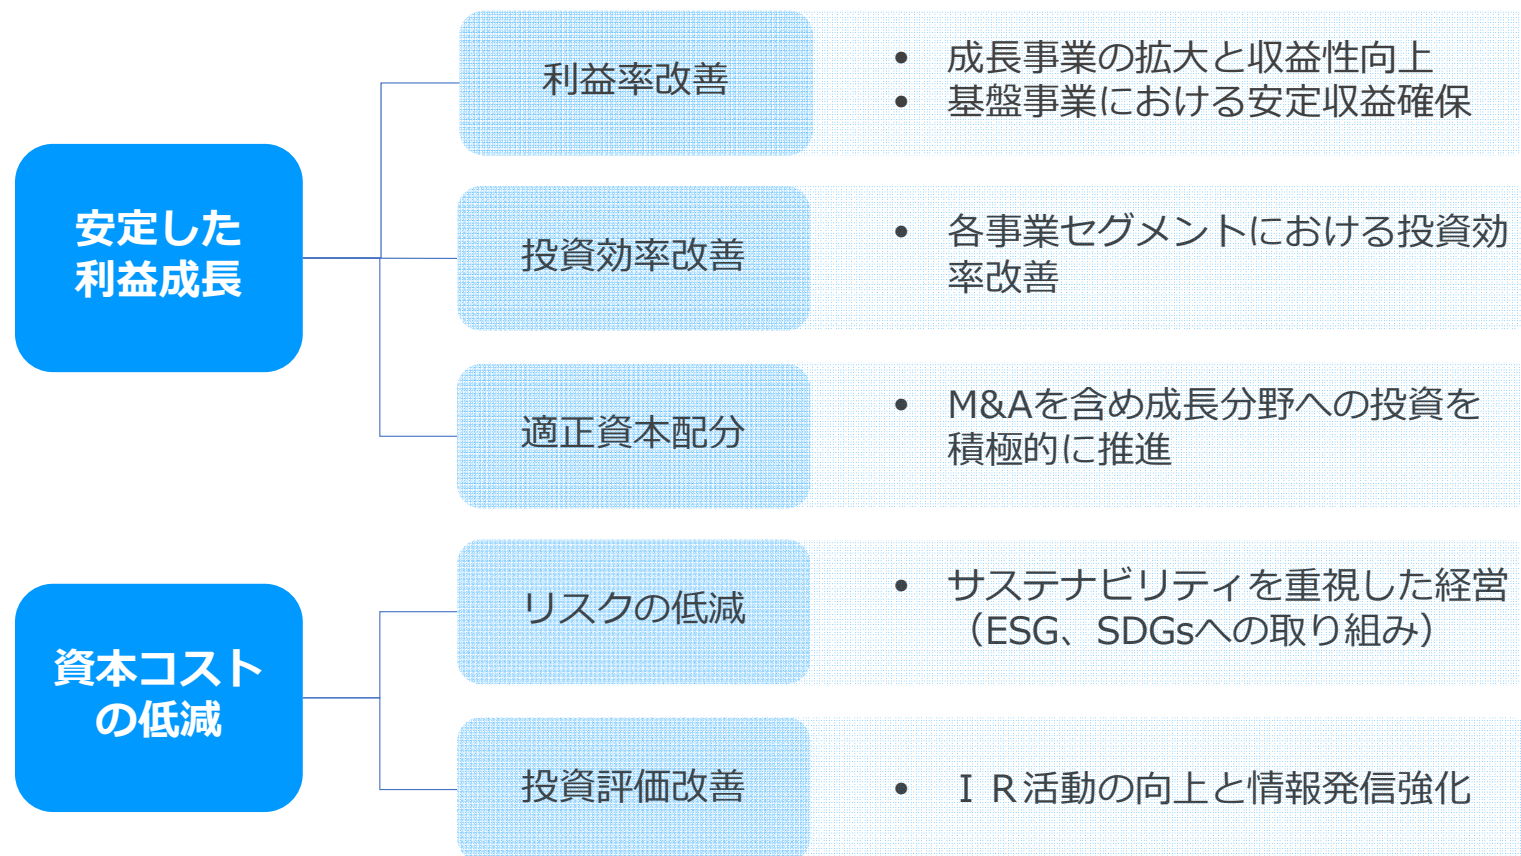 安定した
利益成長
利益率改善
• 成長事業の拡大と収益性向上
• 基盤事業における安定収益確保
投資効率改善
• 各事業セグメントにおける投資効
率改善
適正資本配分
• M&Aを含め成長分野への投資を
積極的に推進
資本コスト
の低減
リスクの低減
• サステナビリティを重視した経営
（ESG、SDGsへの取り組み）
投資評価改善
• ＩＲ活動の向上と情報発信強化